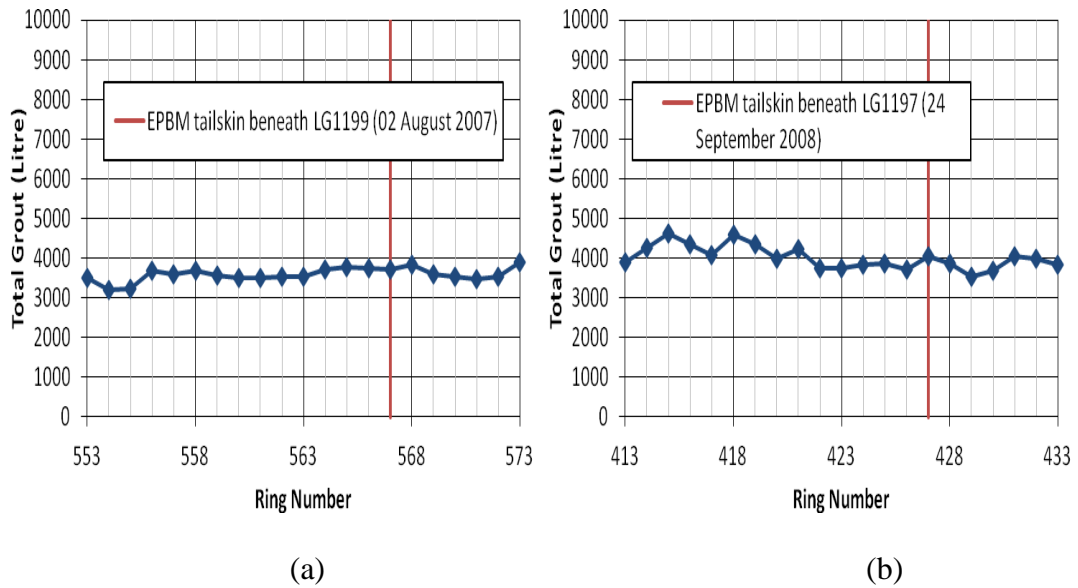 10000
9000
8000
7000
6000
5000
4000
3000
2000
1000
0
Total Grout (Litre)
EPBM tailskin beneath LG1199 (02 August 2007)
553 558 563 568 573
Ring Number
(a)
10000
9000
8000
7000
6000
5000
4000
3000
2000
1000
0
Total Grout (Litre)
EPBM tailskin beneath LG1197 (24
September 2008)
413 418 423 428 433
Ring Number
(b)